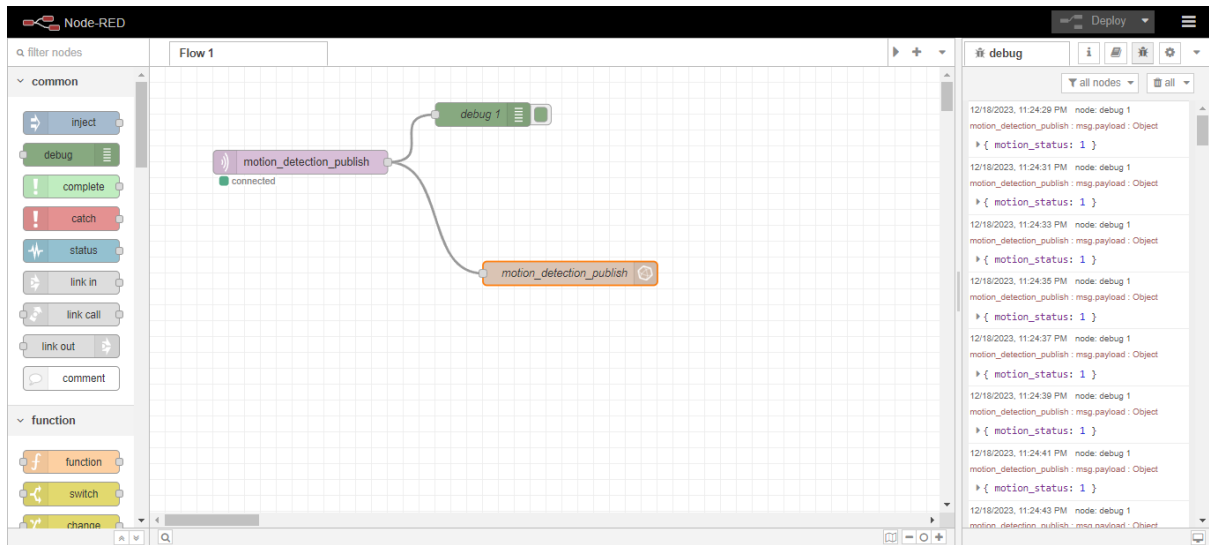 Node-RED
Deploy
filter nodes
common
inject
debug
complete
catch
status
link in
link call
link out
comment
function
function
switch
change
Flow 1
debug 1
motion_detection_publish
connected
motion_detection_publish
debug
i
all nodes
all
12/18/2023, 11:24:29 PM node: debug 1
motion_detection_publish : msg.payload : Object
{ motion_status: 1 }
12/18/2023, 11:24:31 PM node: debug 1
motion_detection_publish : msg.payload : Object
{ motion_status: 1 }
12/18/2023, 11:24:33 PM node: debug 1
motion_detection_publish : msg.payload : Object
{ motion_status: 1 }
12/18/2023, 11:24:35 PM node: debug 1
motion_detection_publish : msg.payload : Object
{ motion_status: 1 }
12/18/2023, 11:24:37 PM node: debug 1
motion_detection_publish : msg.payload : Object
{ motion_status: 1 }
12/18/2023, 11:24:39 PM node: debug 1
motion_detection_publish : msg.payload : Object
{ motion_status: 1 }
12/18/2023, 11:24:41 PM node: debug 1
motion_detection_publish : msg.payload : Object
{ motion_status: 1 }
12/18/2023, 11:24:43 PM node: debug 1
motion_detection_publish : msg.payload : Object